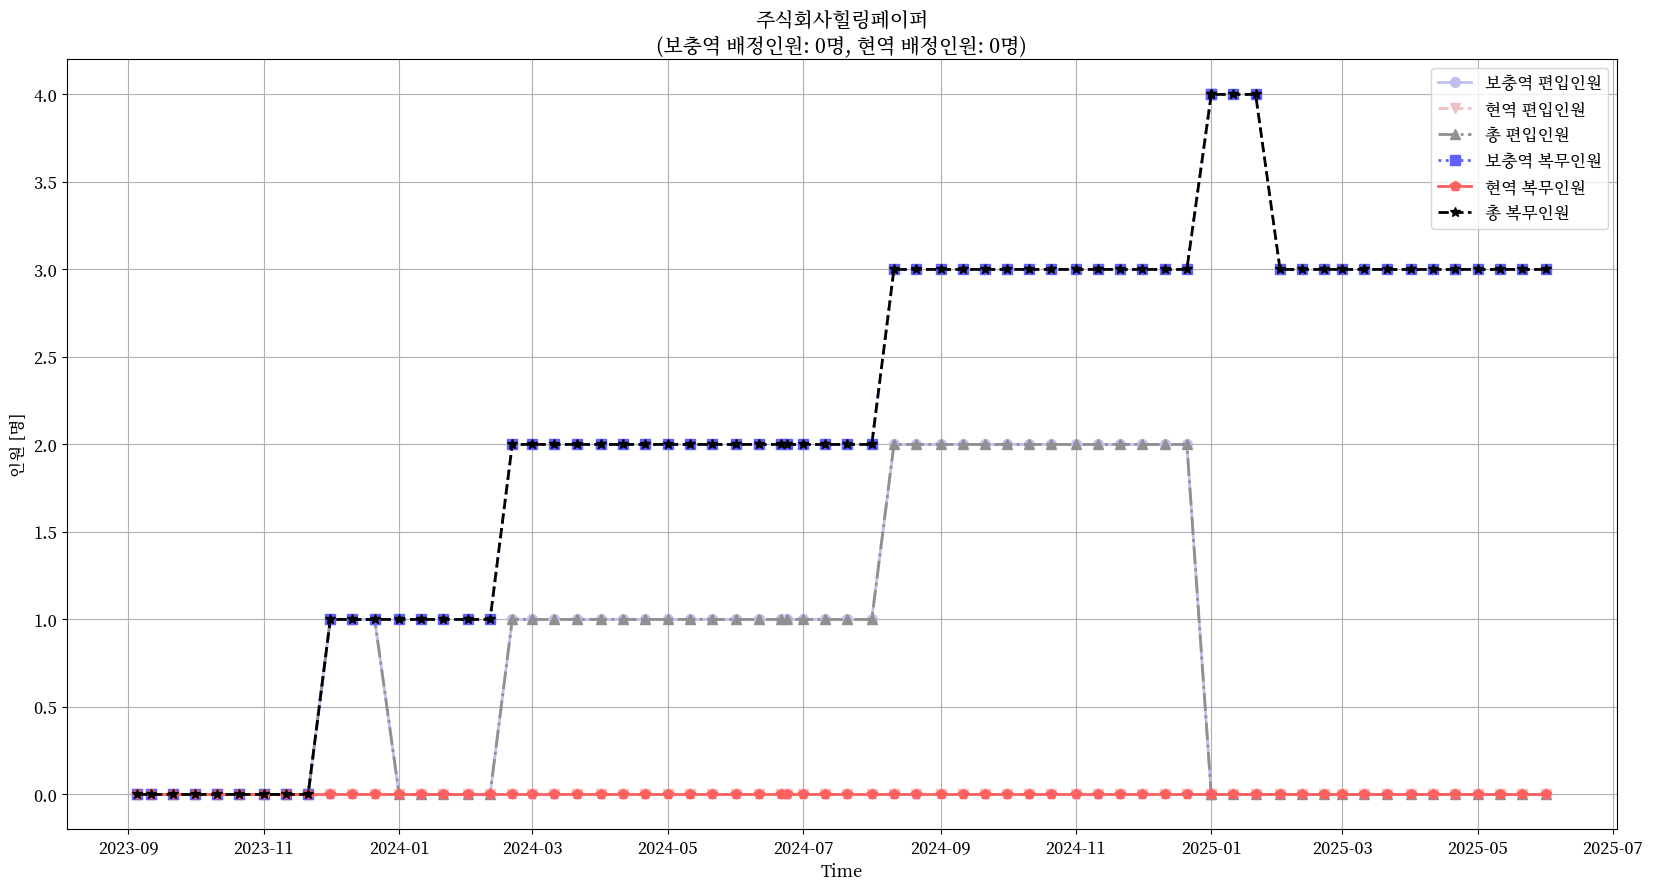 주식회사힐링페이퍼
(보충역 배정인원: 0명, 현역 배정인원: 0명)
보충역 편입인원
현역 편입인원
총 편입인원
보충역 복무인원
현역 복무인원
총 복무인원
인원 [명]
4.0
3.5
3.0
2.5
2.0
1.5
1.0
0.5
0.0
2023-09 2023-11 2024-01 2024-03 2024-05 2024-07 2024-09 2024-11 2025-01 2025-03 2025-05 2025-07
Time